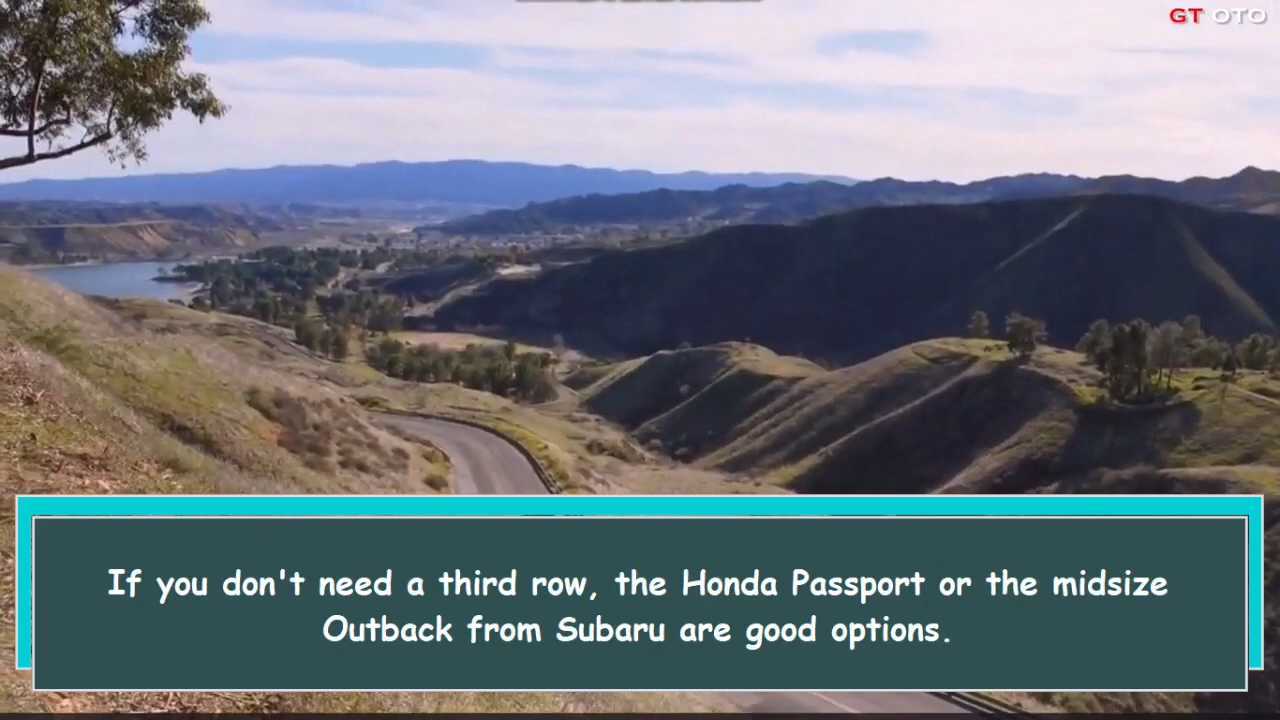 GT OTO
If you don't need a third row, the Honda Passport or the midsize
Outback from Subaru are good options.